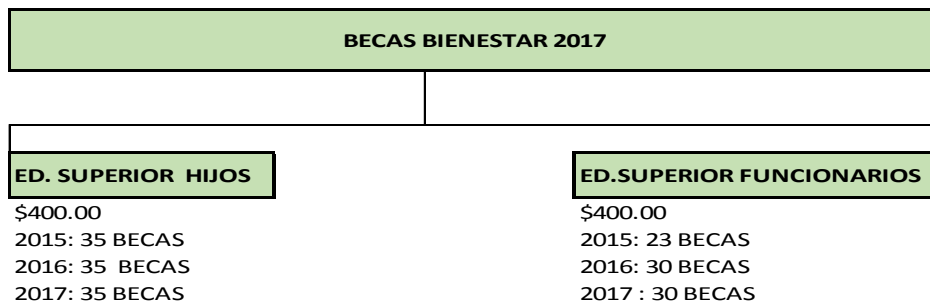 BECAS BIENESTAR 2017
ED. SUPERIOR HIJOS
$400.00
2015: 35 BECAS
2016: 35 BECAS
2017: 35 BECAS
ED.SUPERIOR FUNCIONARIOS
$400.00
2015: 23 BECAS
2016: 30 BECAS
2017 : 30 BECAS